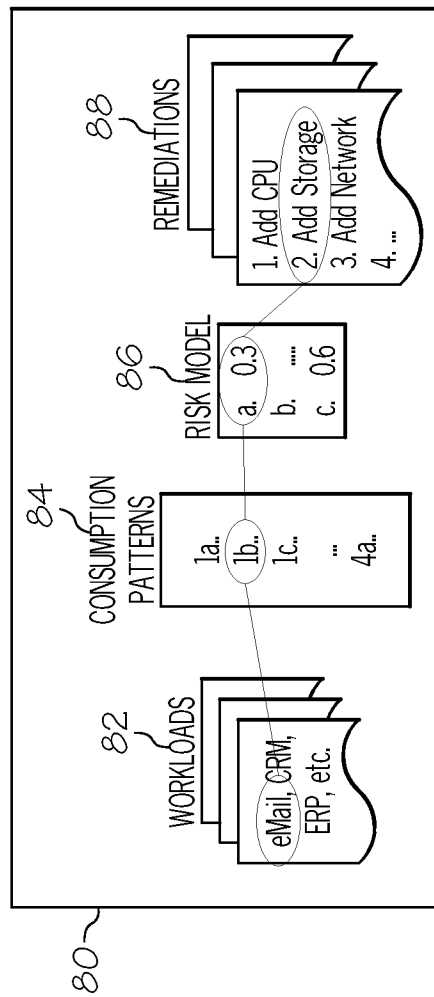 80
WORKLOADS
82
eMail, CRM,
ERP, etc.
CONSUMPTION
PATTERNS
84
1a..
1b..
1c..
...
4a..
RISK MODEL
86
a. 0.3
b. .....
c. 0.6
REMEDIATIONS
88
1. Add CPU
2. Add Storage
3. Add Network
4. ...